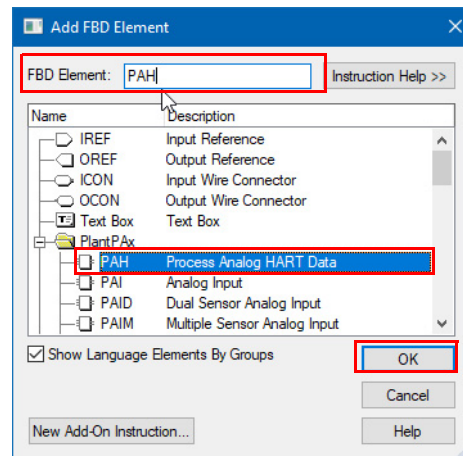 Add FBD Element
FBD Element: PAH Instruction Help >>
Name Description
IREF Input Reference
OREF Output Reference
ICON Input Wire Connector
OCON Output Wire Connector
Text Box Text Box
PlantPAx
PAH Process Analog HART Data
PAI Analog Input
PAID Dual Sensor Analog Input
PAIM Multiple Sensor Analog Input
Show Language Elements By Groups OK
Cancel
New Add-On Instruction... Help